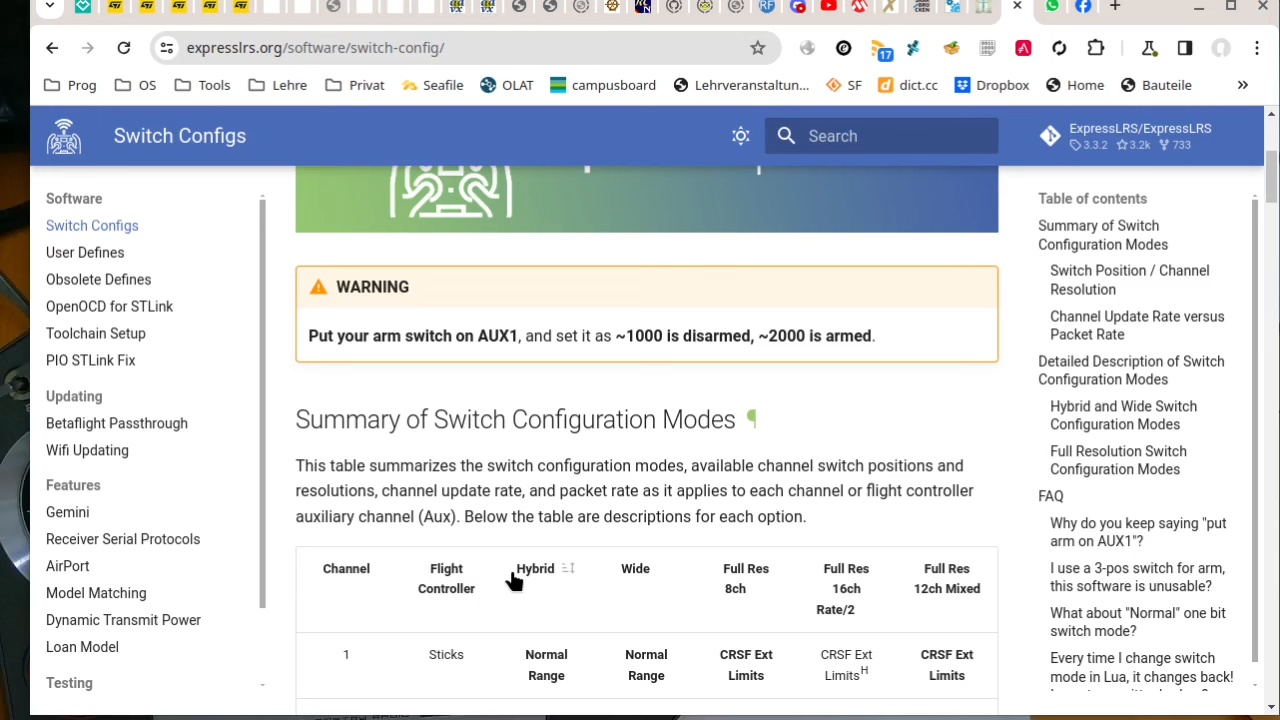 17
expresslrs.org/software/switch-config/
Prog
OS
Tools
Lehre
Privat
Seafile
OLAT
campusboard
Lehrveranstaltun...
SF
dict.cc
Dropbox
Home
Bauteile
»
Switch Configs
Search
ExpressLRS/ExpressLRS
3.3.2 3.2k 733
Software
Switch Configs
User Defines
Obsolete Defines
OpenOCD for STLink
Toolchain Setup
PIO STLink Fix
Updating
Betaflight Passthrough
Wifi Updating
Features
Gemini
Receiver Serial Protocols
AirPort
Model Matching
Dynamic Transmit Power
Loan Model
Testing
WARNING
Put your arm switch on AUX1, and set it as ~1000 is disarmed, ~2000 is armed.
Summary of Switch Configuration Modes ¶
This table summarizes the switch configuration modes, available channel switch positions and
resolutions, channel update rate, and packet rate as it applies to each channel or flight controller
auxiliary channel (Aux). Below the table are descriptions for each option.
Channel
Flight
Controller
Hybrid
Wide
Full Res
8ch
Full Res
16ch
Rate/2
Full Res
12ch Mixed
1
Sticks
Normal
Range
Normal
Range
CRSF Ext
Limits
CRSF Ext
LimitsH
CRSF Ext
Limits
Table of contents
Summary of Switch
Configuration Modes
Switch Position / Channel
Resolution
Channel Update Rate versus
Packet Rate
Detailed Description of Switch
Configuration Modes
Hybrid and Wide Switch
Configuration Modes
Full Resolution Switch
Configuration Modes
FAQ
Why do you keep saying "put
arm on AUX1"?
I use a 3-pos switch for arm,
this software is unusable?
What about "Normal" one bit
switch mode?
Every time I change switch
mode in Lua, it changes back!